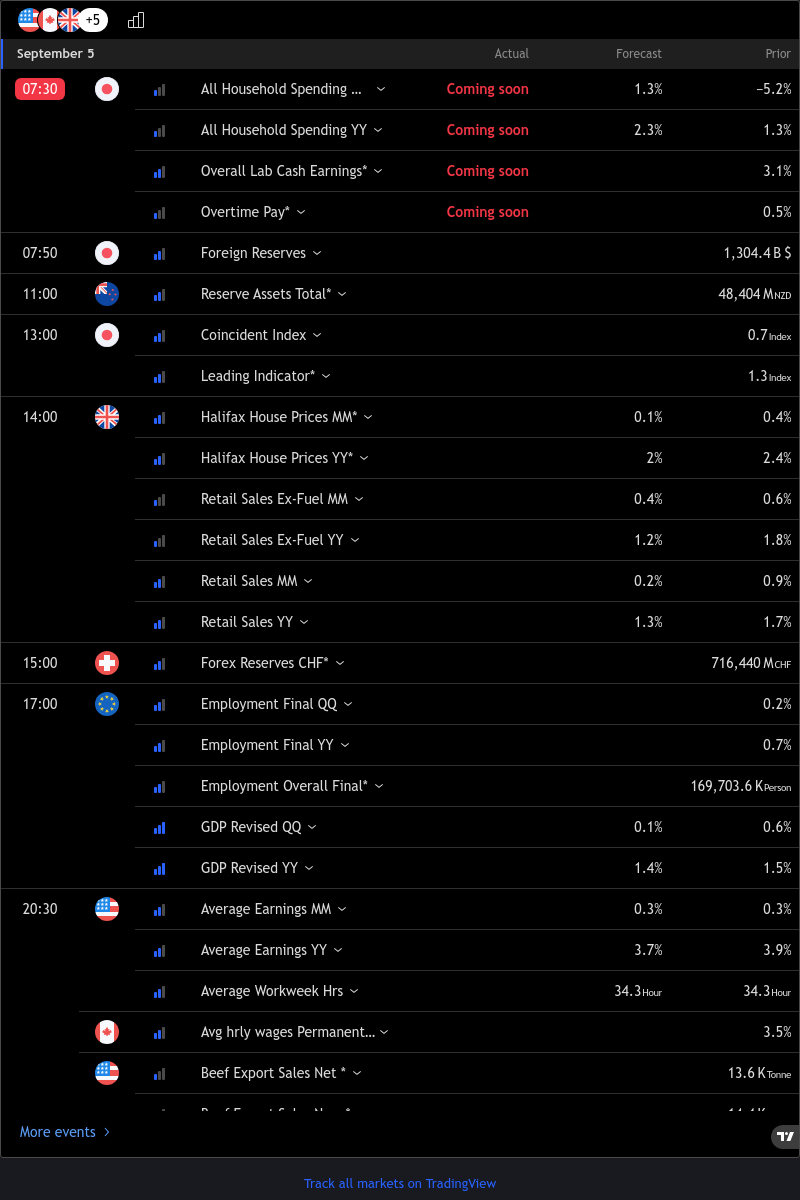 +5
September 5 Actual Forecast Prior
07:30 All Household Spending ... Coming soon 1.3% −5.2%
All Household Spending YY Coming soon 2.3% 1.3%
Overall Lab Cash Earnings* Coming soon 3.1%
Overtime Pay* Coming soon 0.5%
07:50 Foreign Reserves 1,304.4 B $
11:00 Reserve Assets Total* 48,404 M NZD
13:00 Coincident Index 0.7 Index
Leading Indicator* 1.3 Index
14:00 Halifax House Prices MM* 0.1% 0.4%
Halifax House Prices YY* 2% 2.4%
Retail Sales Ex-Fuel MM 0.4% 0.6%
Retail Sales Ex-Fuel YY 1.2% 1.8%
Retail Sales MM 0.2% 0.9%
Retail Sales YY 1.3% 1.7%
15:00 Forex Reserves CHF* 716,440 M CHF
17:00 Employment Final QQ 0.2%
Employment Final YY 0.7%
Employment Overall Final* 169,703.6 K Person
GDP Revised QQ 0.1% 0.6%
GDP Revised YY 1.4% 1.5%
20:30 Average Earnings MM 0.3% 0.3%
Average Earnings YY 3.7% 3.9%
Average Workweek Hrs 34.3 Hour 34.3 Hour
Avg hrly wages Permanent... 3.5%
Beef Export Sales Net * 13.6 K Tonne
More events
Track all markets on TradingView